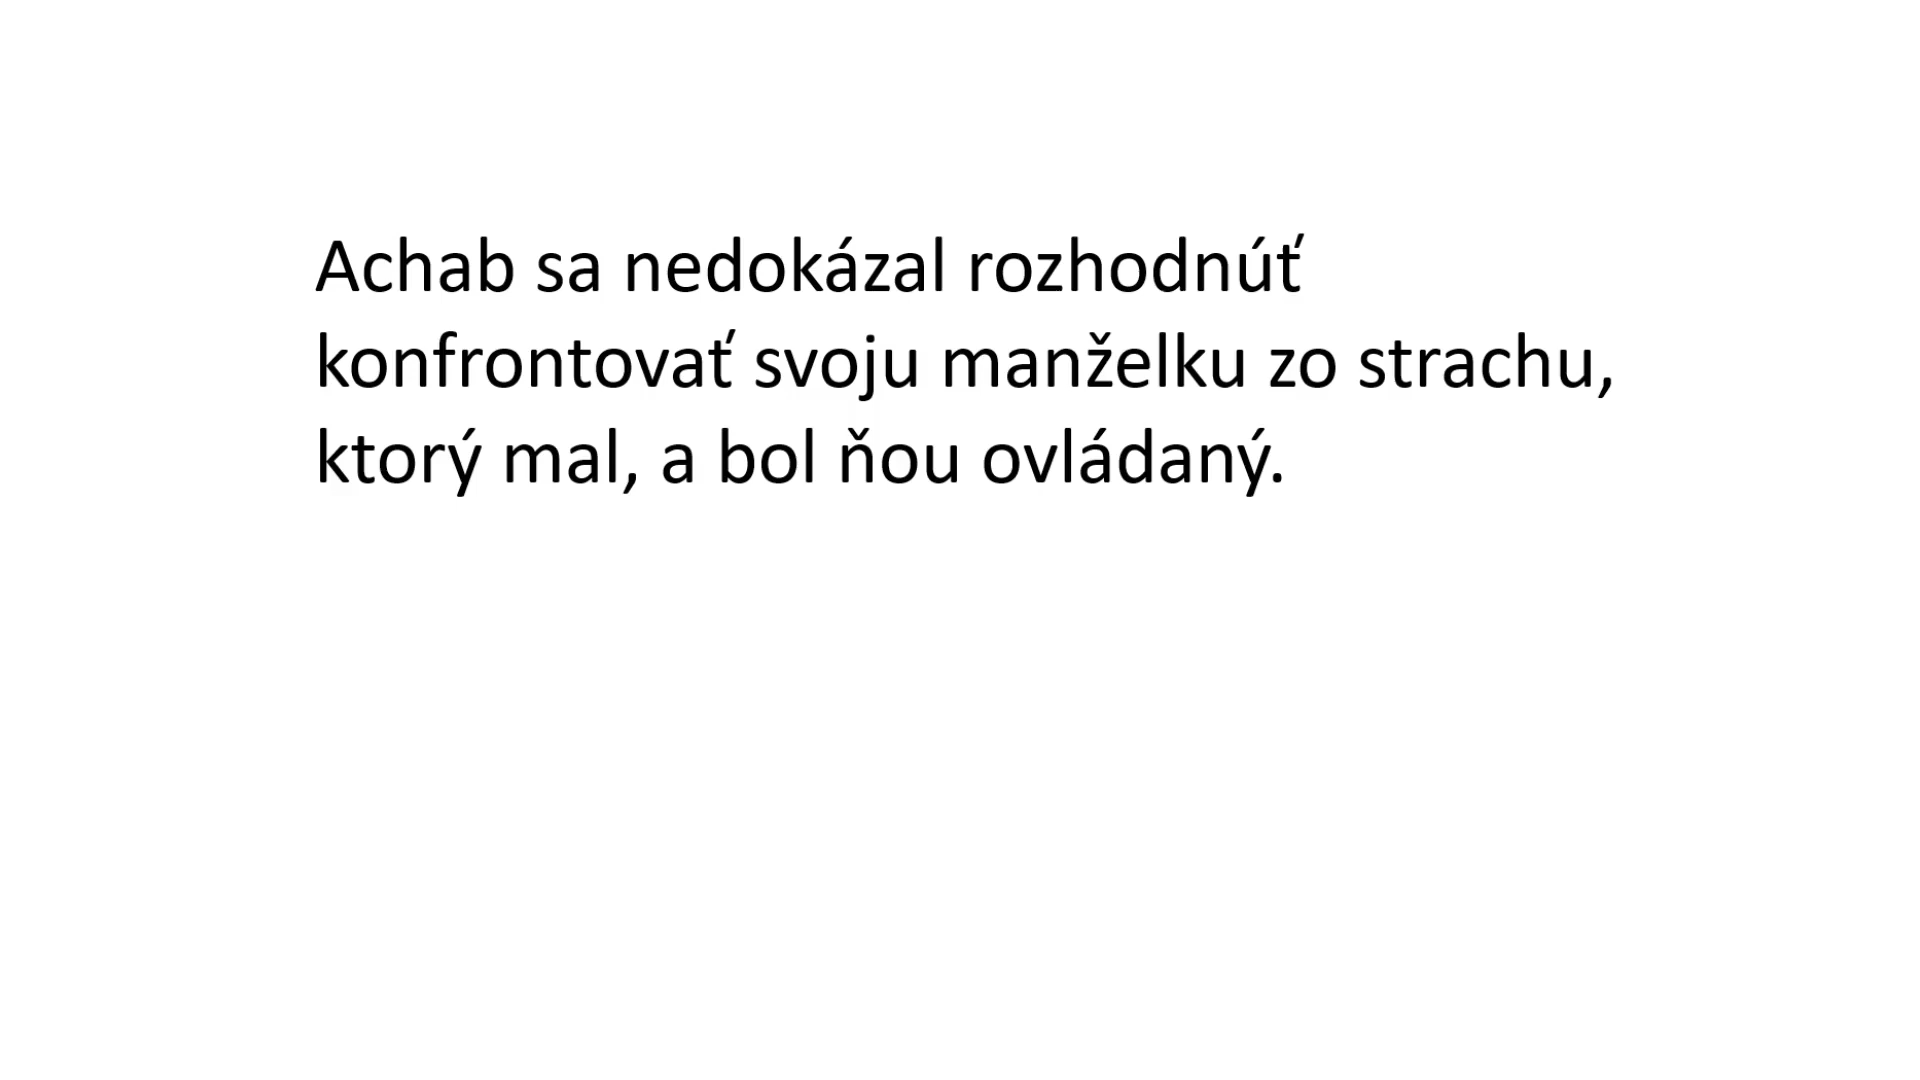 Achab sa nedokázal rozhodnúť
konfrontovať svoju manželku zo strachu,
ktorý mal, a bol ňou ovládaný.